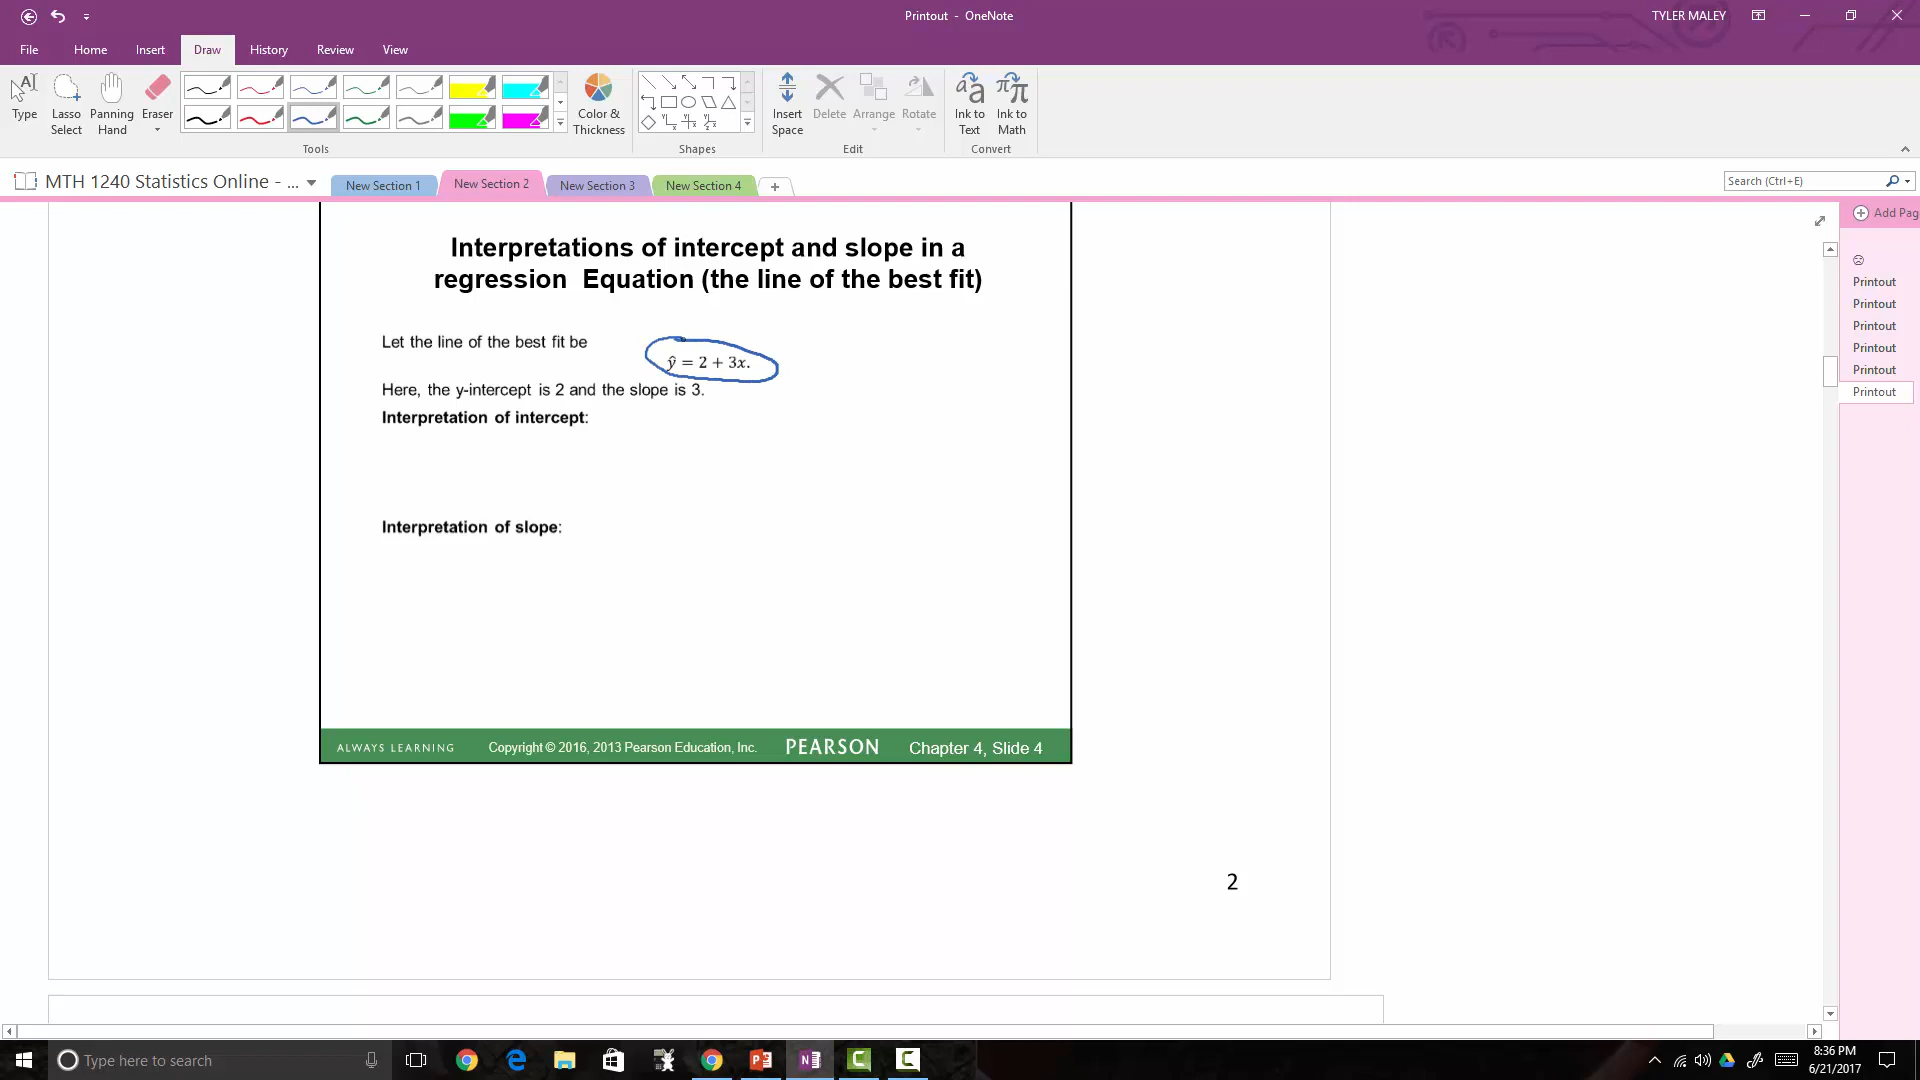 Printout - OneNote
TYLER MALEY
File Home Insert Draw History Review View
Type
Lasso Select
Panning Hand
Eraser
Color & Thickness
Insert Space
Delete
Arrange
Rotate
Ink to Text
Ink to Math
Tools Shapes Edit Convert
MTH 1240 Statistics Online - ...
New Section 1 New Section 2 New Section 3 New Section 4
Search (Ctrl+E)
Add Pag
Printout
Printout
Printout
Printout
Printout
Printout
Interpretations of intercept and slope in a
regression Equation (the line of the best fit)
Let the line of the best fit be
ŷ = 2 + 3x.
Here, the y-intercept is 2 and the slope is 3.
Interpretation of intercept:
Interpretation of slope:
ALWAYS LEARNING Copyright © 2016, 2013 Pearson Education, Inc. PEARSON Chapter 4, Slide 4
2
Type here to search
8:36 PM
6/21/2017